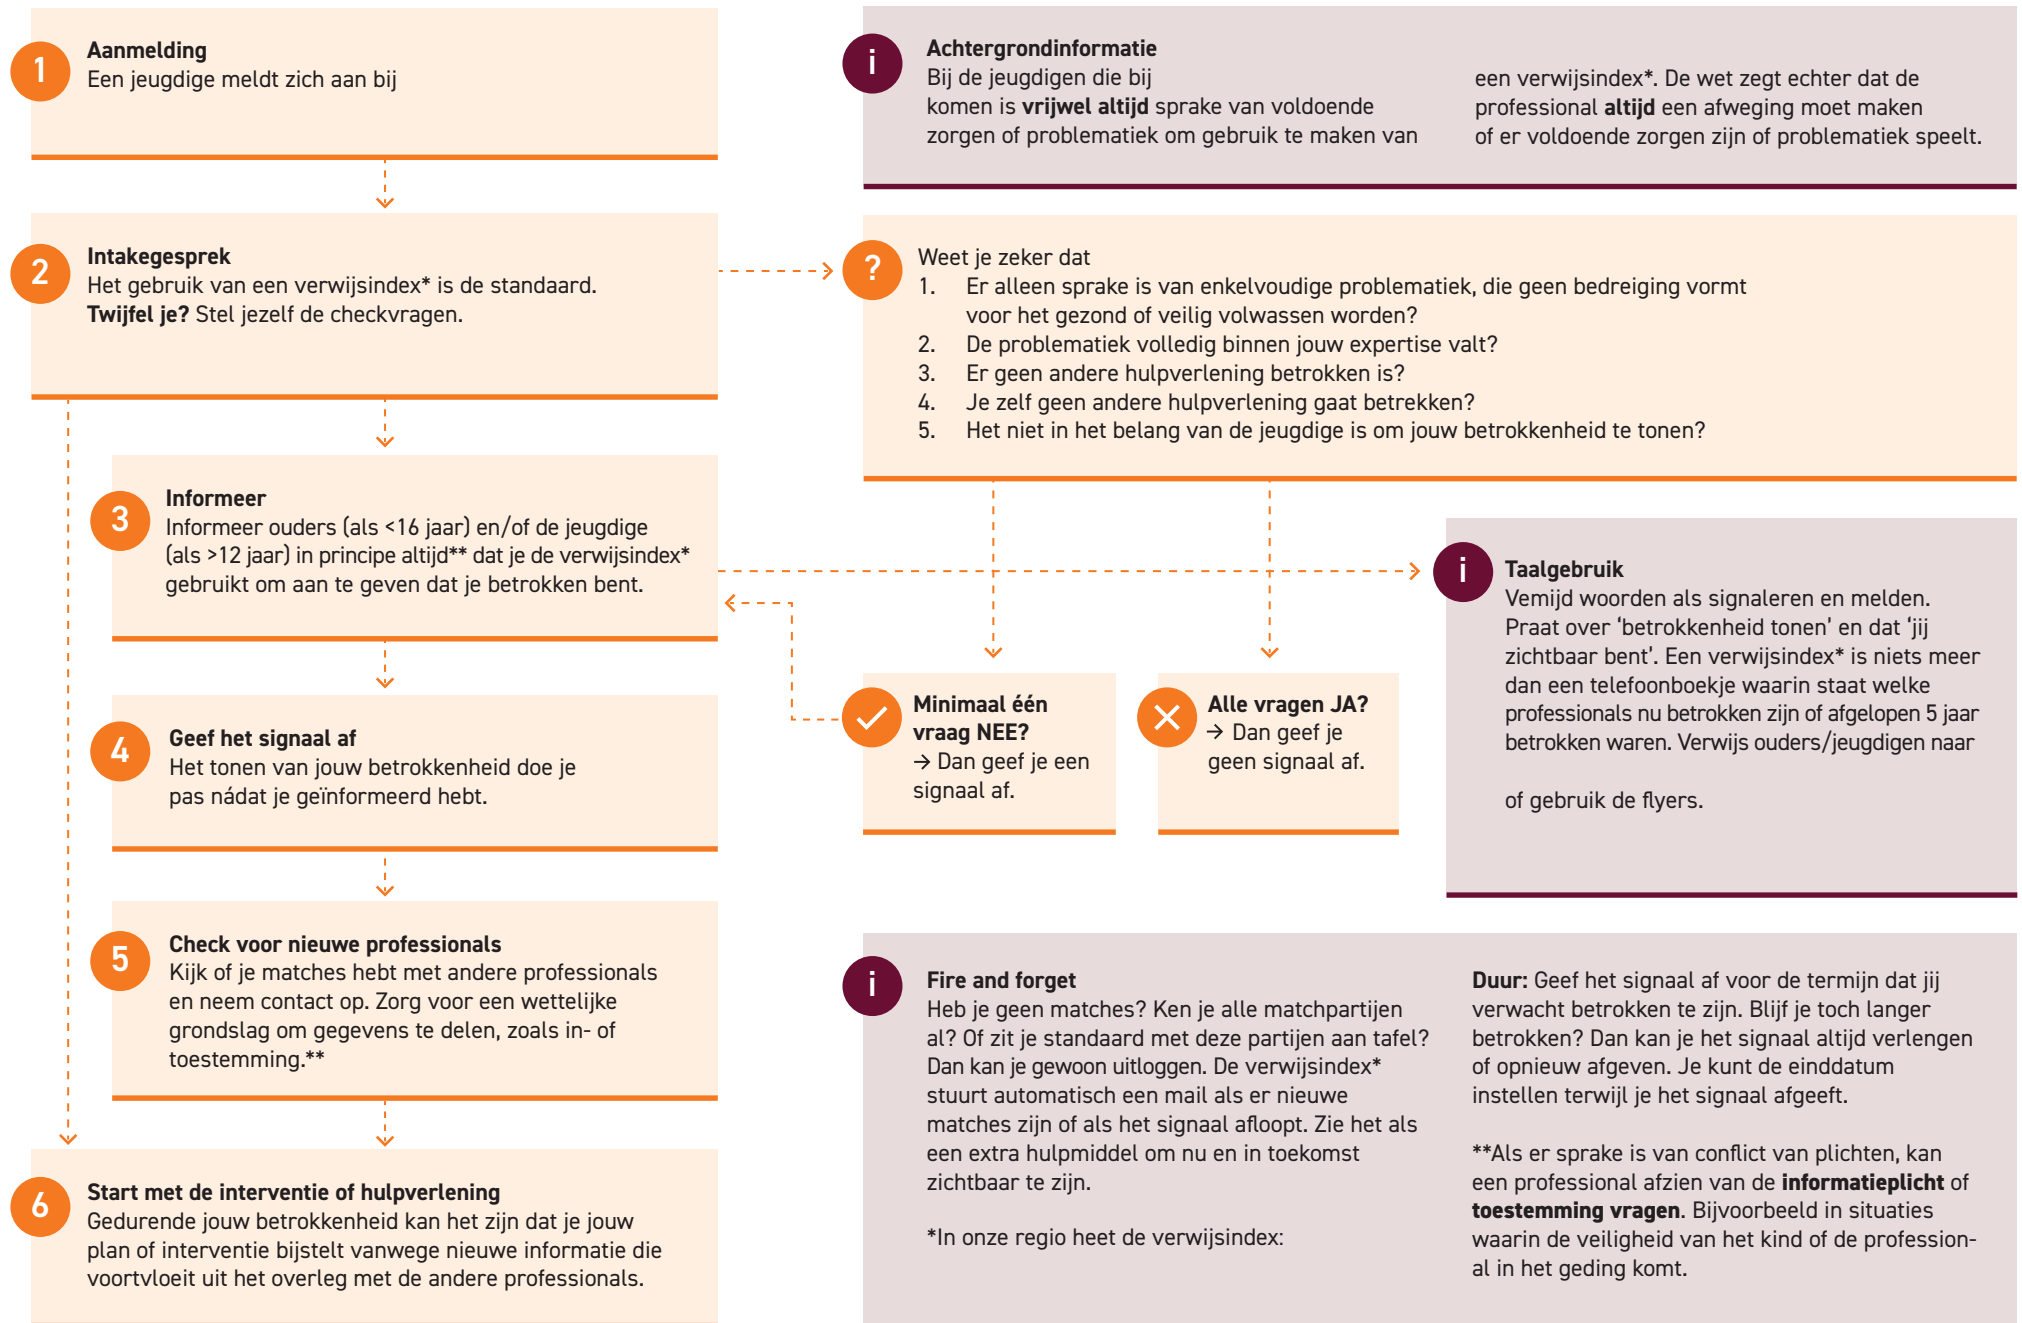 1
Aanmelding
Een jeugdige meldt zich aan bij
i
Achtergrondinformatie
Bij de jeugdigen die bij
komen is vrijwel altijd sprake van voldoende
zorgen of problematiek om gebruik te maken van
een verwijsindex*. De wet zegt echter dat de
professional altijd een afweging moet maken
of er voldoende zorgen zijn of problematiek speelt.
2
Intakegesprek
Het gebruik van een verwijsindex* is de standaard.
Twijfel je? Stel jezelf de checkvragen.
?
Weet je zeker dat
1. Er alleen sprake is van enkelvoudige problematiek, die geen bedreiging vormt
voor het gezond of veilig volwassen worden?
2. De problematiek volledig binnen jouw expertise valt?
3. Er geen andere hulpverlening betrokken is?
4. Je zelf geen andere hulpverlening gaat betrekken?
5. Het niet in het belang van de jeugdige is om jouw betrokkenheid te tonen?
3
Informeer
Informeer ouders (als <16 jaar) en/of de jeugdige
(als >12 jaar) in principe altijd** dat je de verwijsindex*
gebruikt om aan te geven dat je betrokken bent.
Minimaal één
vraag NEE?
→ Dan geef je een
signaal af.
Alle vragen JA?
→ Dan geef je
geen signaal af.
i
Taalgebruik
Vemijd woorden als signaleren en melden.
Praat over ‘betrokkenheid tonen’ en dat ‘jij
zichtbaar bent’. Een verwijsindex* is niets meer
dan een telefoonboekje waarin staat welke
professionals nu betrokken zijn of afgelopen 5 jaar
betrokken waren. Verwijs ouders/jeugdigen naar
of gebruik de flyers.
4
Geef het signaal af
Het tonen van jouw betrokkenheid doe je
pas nádat je geïnformeerd hebt.
5
Check voor nieuwe professionals
Kijk of je matches hebt met andere professionals
en neem contact op. Zorg voor een wettelijke
grondslag om gegevens te delen, zoals in- of
toestemming.**
6
Start met de interventie of hulpverlening
Gedurende jouw betrokkenheid kan het zijn dat je jouw
plan of interventie bijstelt vanwege nieuwe informatie die
voortvloeit uit het overleg met de andere professionals.
i
Fire and forget
Heb je geen matches? Ken je alle matchpartijen
al? Of zit je standaard met deze partijen aan tafel?
Dan kan je gewoon uitloggen. De verwijsindex*
stuurt automatisch een mail als er nieuwe
matches zijn of als het signaal afloopt. Zie het als
een extra hulpmiddel om nu en in toekomst
zichtbaar te zijn.
*In onze regio heet de verwijsindex:
Duur: Geef het signaal af voor de termijn dat jij
verwacht betrokken te zijn. Blijf je toch langer
betrokken? Dan kan je het signaal altijd verlengen
of opnieuw afgeven. Je kunt de einddatum
instellen terwijl je het signaal afgeeft.
**Als er sprake is van conflict van plichten, kan
een professional afzien van de informatieplicht of
toestemming vragen. Bijvoorbeeld in situaties
waarin de veiligheid van het kind of de profession-
al in het geding komt.